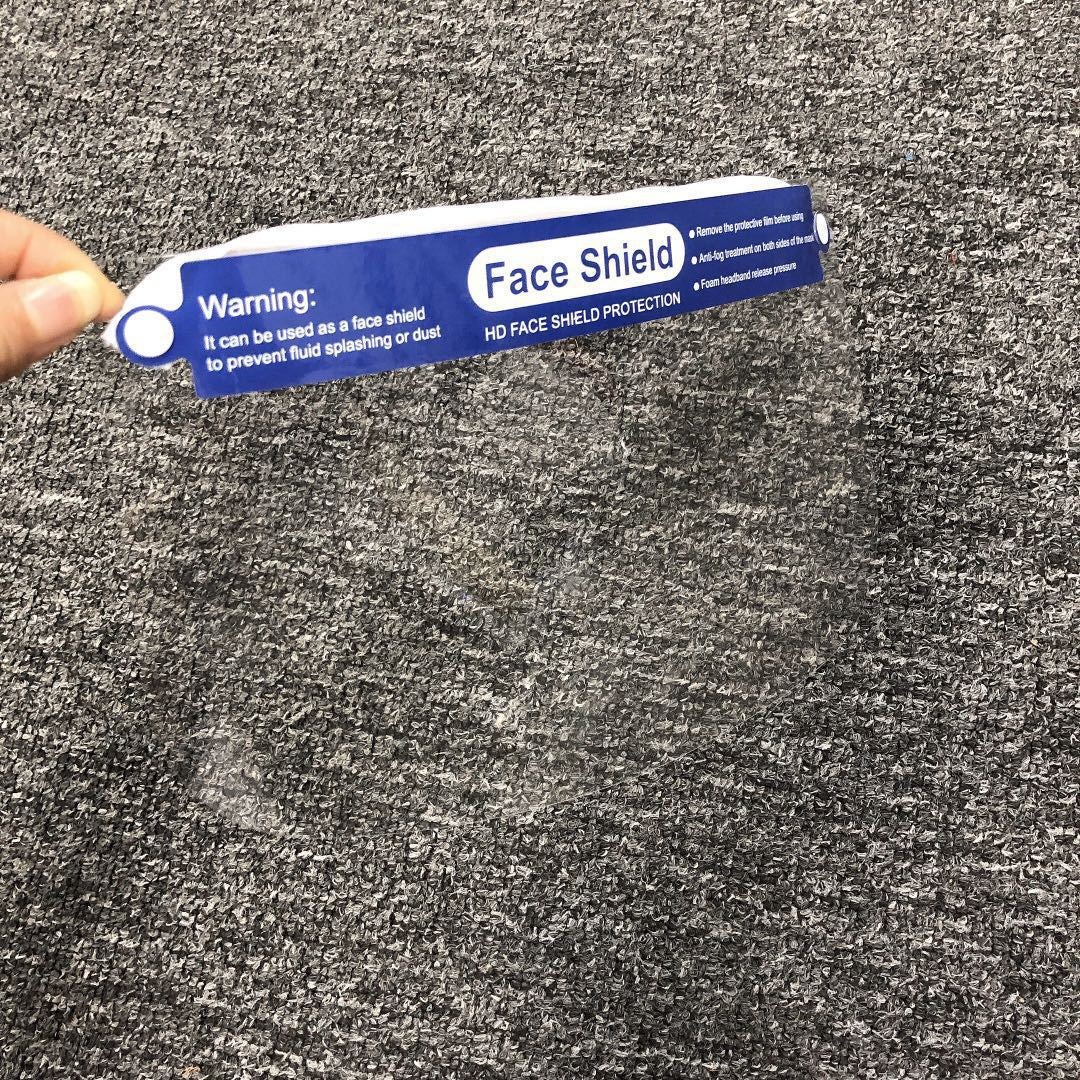 Warning:
It can be used as a face shield
to prevent fluid splashing or dust
Face Shield
HD FACE SHIELD PROTECTION
● Remove the protective film before using
● Anti-fog treatment on both sides of the mask
● Foam headband release pressure